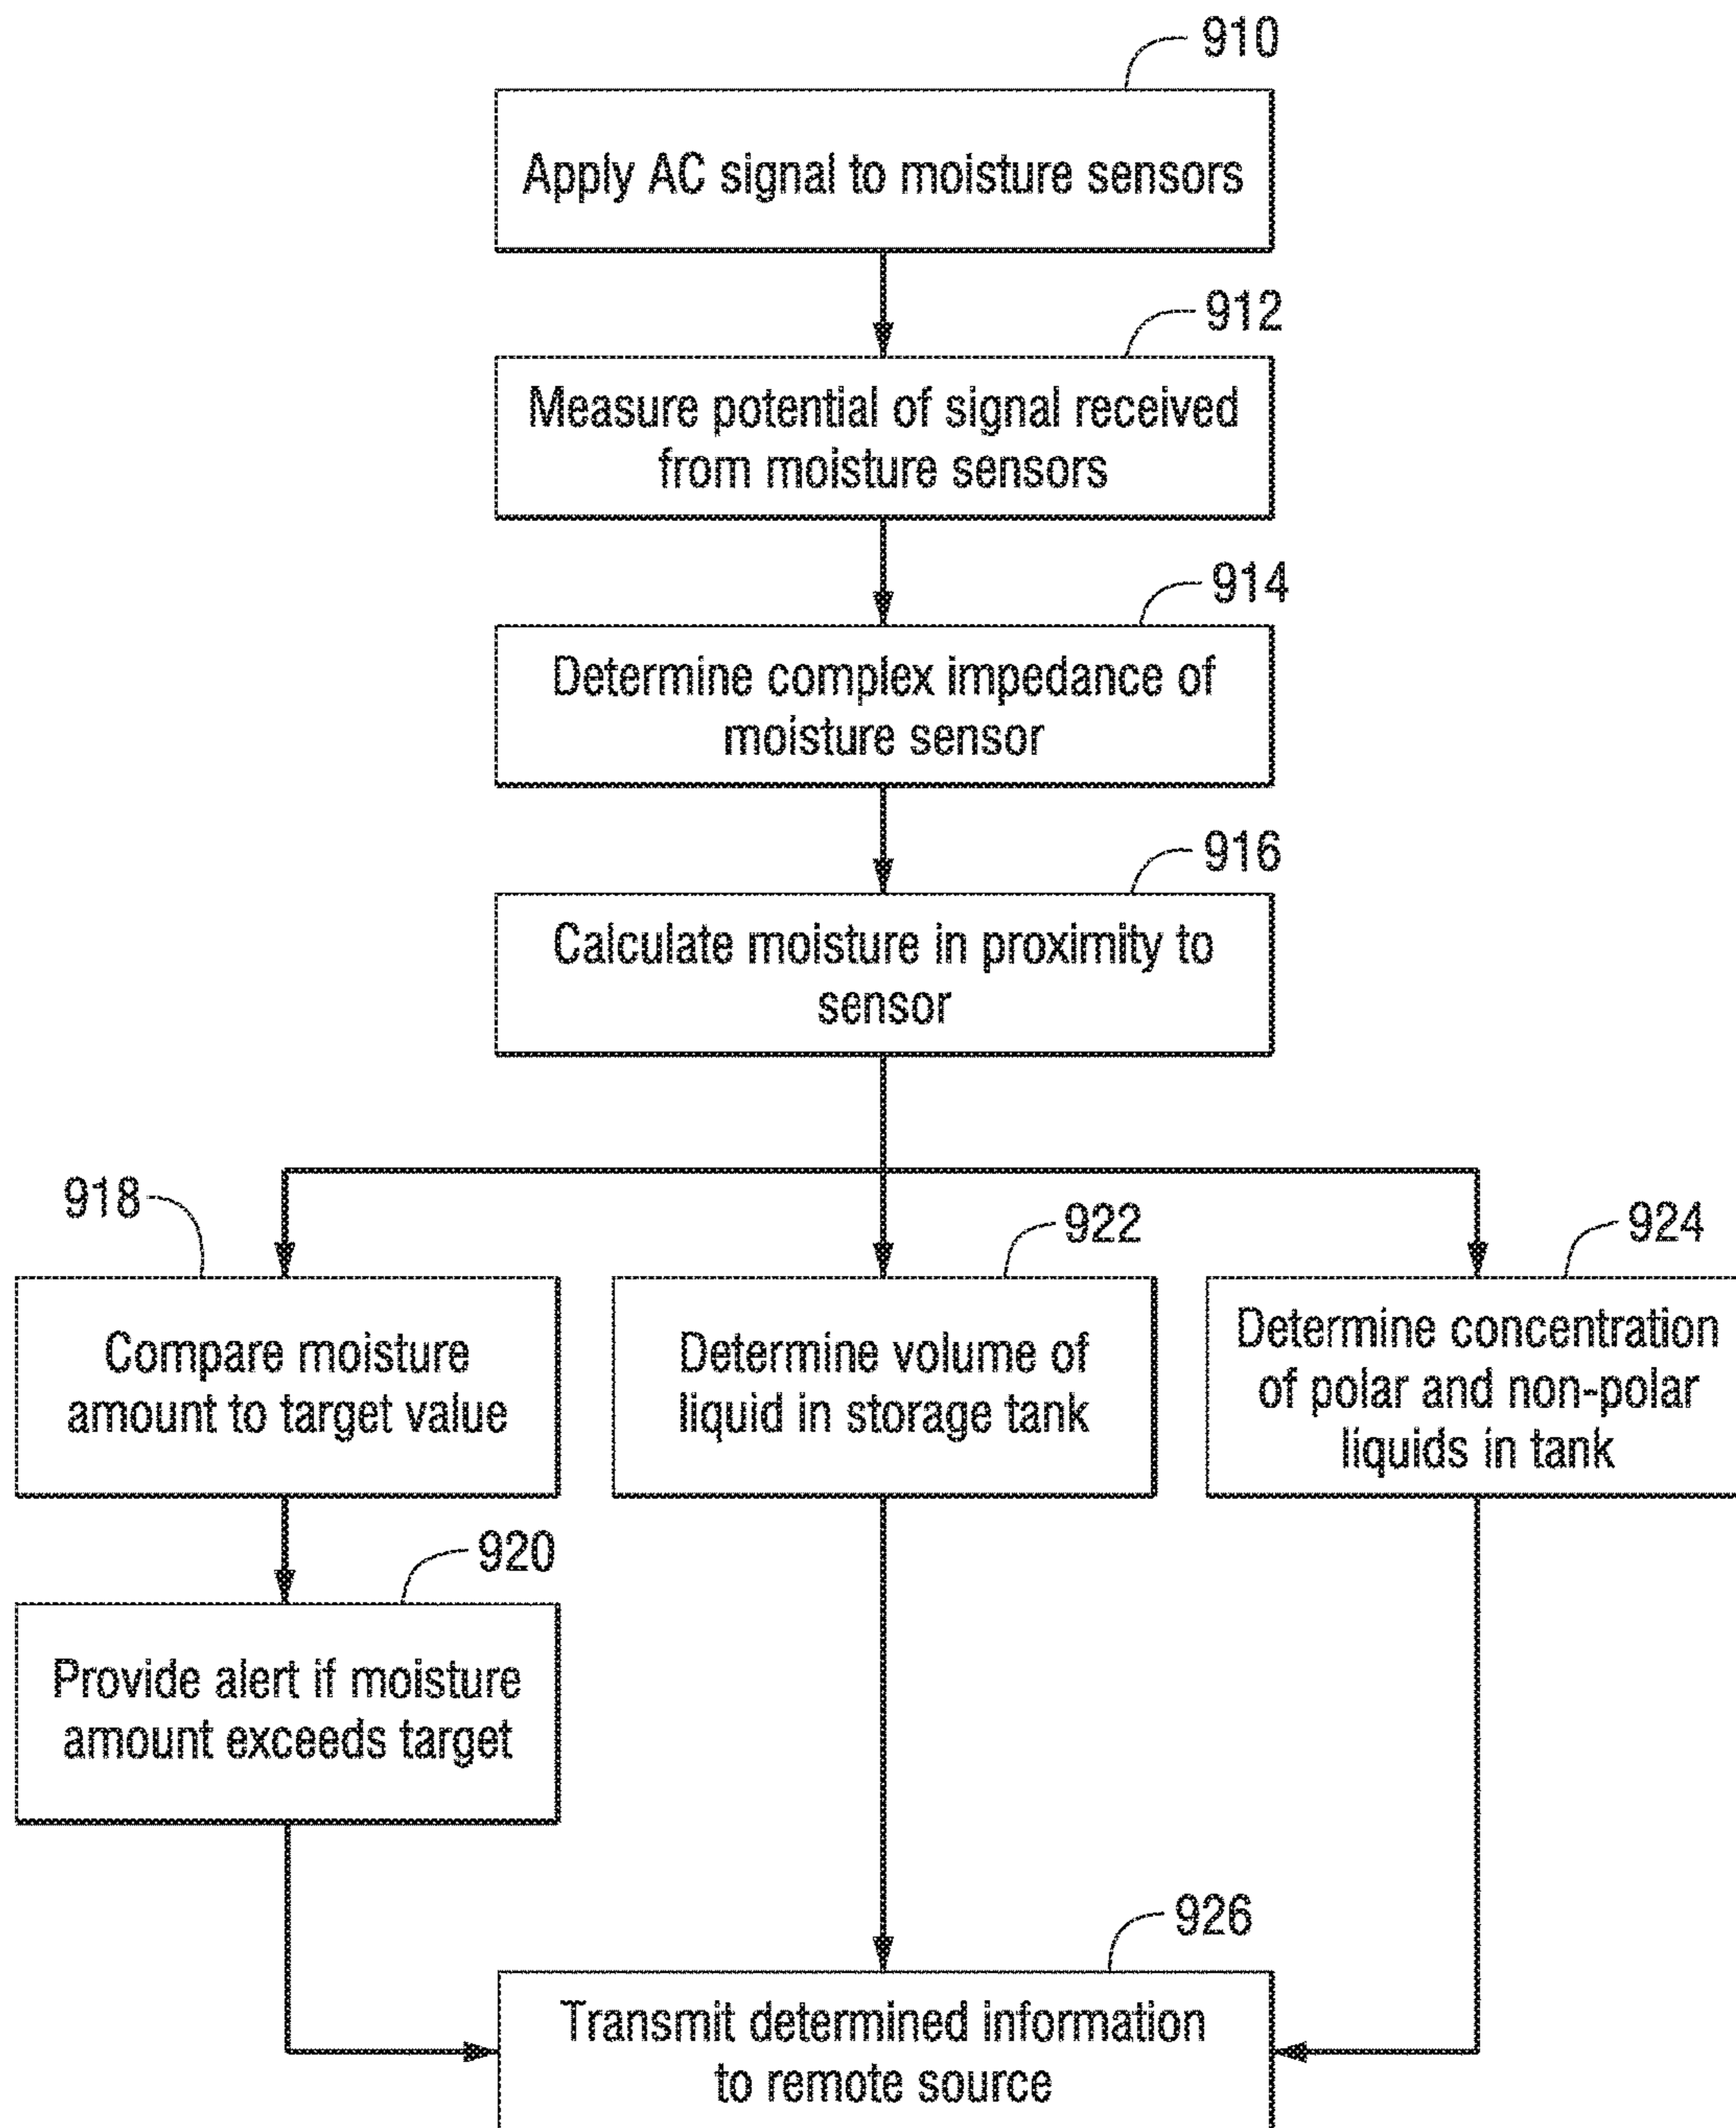 910
Apply AC signal to moisture sensors
912
Measure potential of signal received
from moisture sensors
914
Determine complex impedance of
moisture sensor
916
Calculate moisture in proximity to
sensor
918
Compare moisture
amount to target value
922
Determine volume of
liquid in storage tank
924
Determine concentration
of polar and non-polar
liquids in tank
920
Provide alert if moisture
amount exceeds target
926
Transmit determined information
to remote source